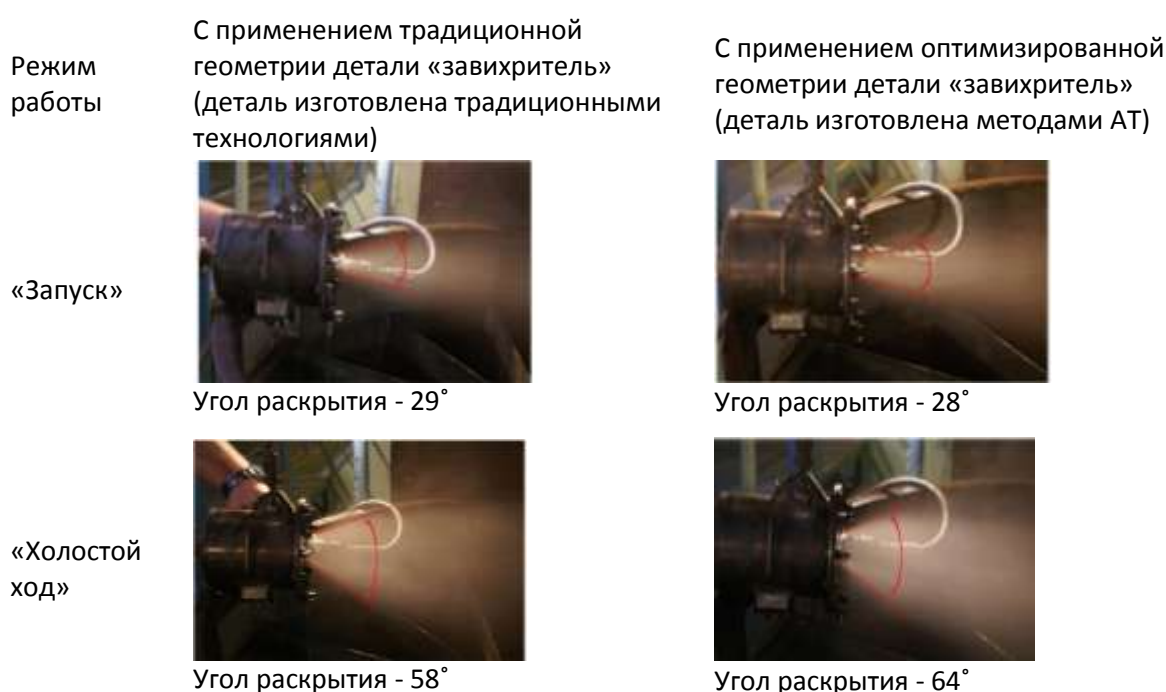 Режим
работы
С применением традиционной
геометрии детали «завихритель»
(деталь изготовлена традиционными
технологиями)
С применением оптимизированной
геометрии детали «завихритель»
(деталь изготовлена методами АТ)
«Запуск»
Угол раскрытия - 29˚
Угол раскрытия - 28˚
«Холостой
ход»
Угол раскрытия - 58˚
Угол раскрытия - 64˚